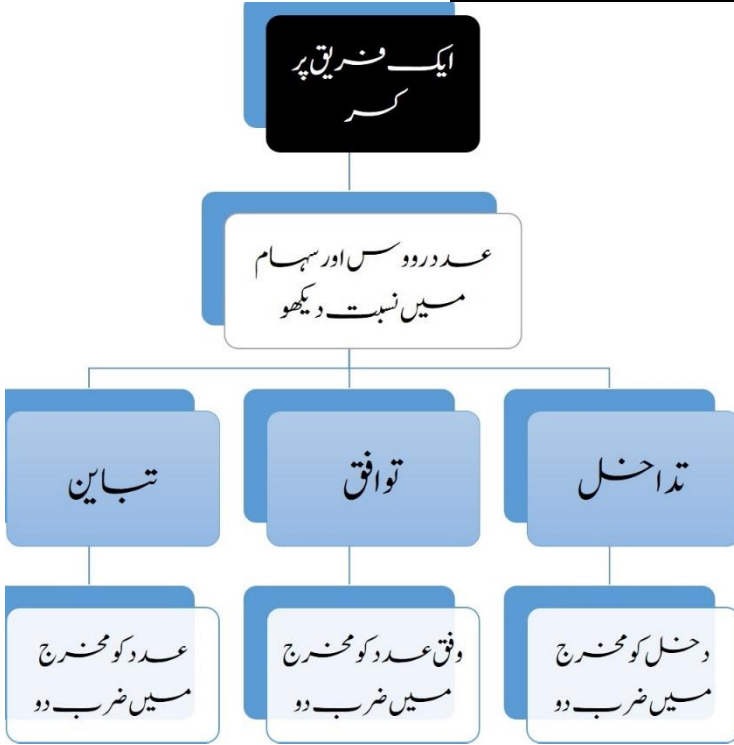 ایک فریق پر
کسر
عدد رووس اور سہام
میں نسبت دیکھو
تداخل
توافق
تباین
دخل کو مخرج
میں ضرب دو
وفق عدد کو مخرج
میں ضرب دو
عدد کو مخرج
میں ضرب دو